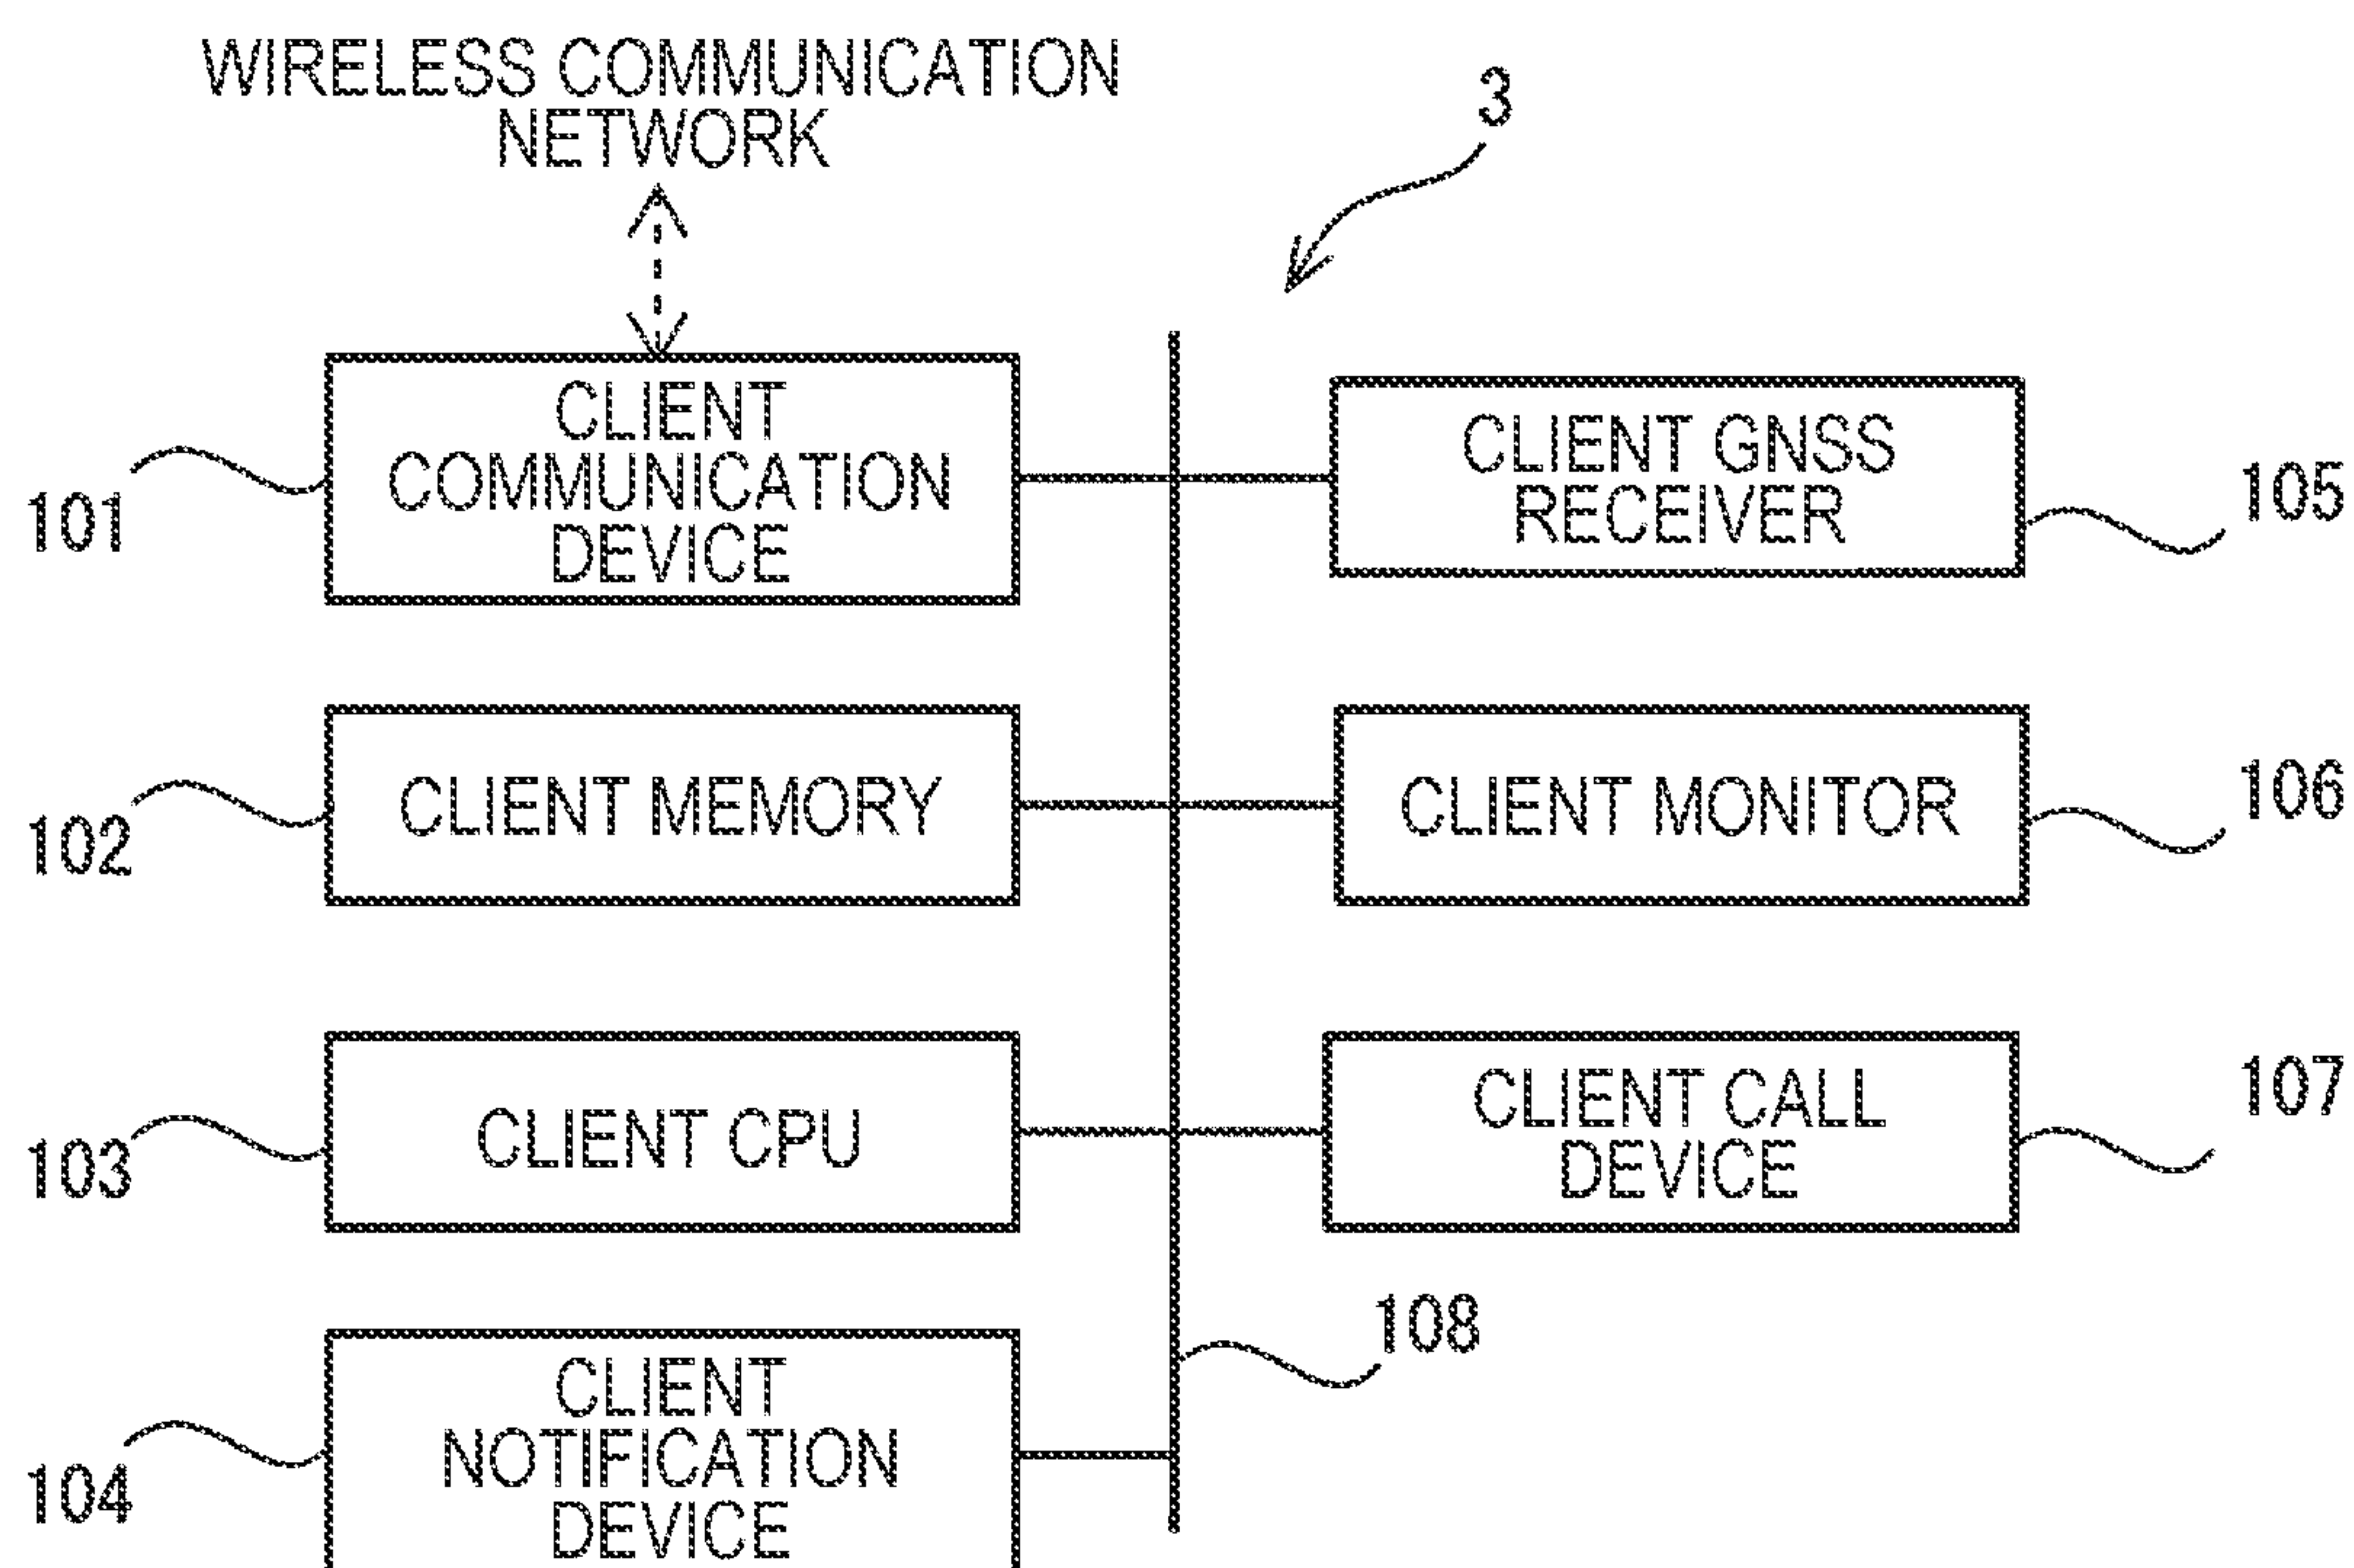 WIRELESS COMMUNICATION
NETWORK
3
CLIENT
COMMUNICATION
DEVICE
101
CLIENT GNSS
RECEIVER
105
CLIENT MEMORY
102
CLIENT MONITOR
106
CLIENT CPU
103
CLIENT CALL
DEVICE
107
108
CLIENT
NOTIFICATION
DEVICE
104